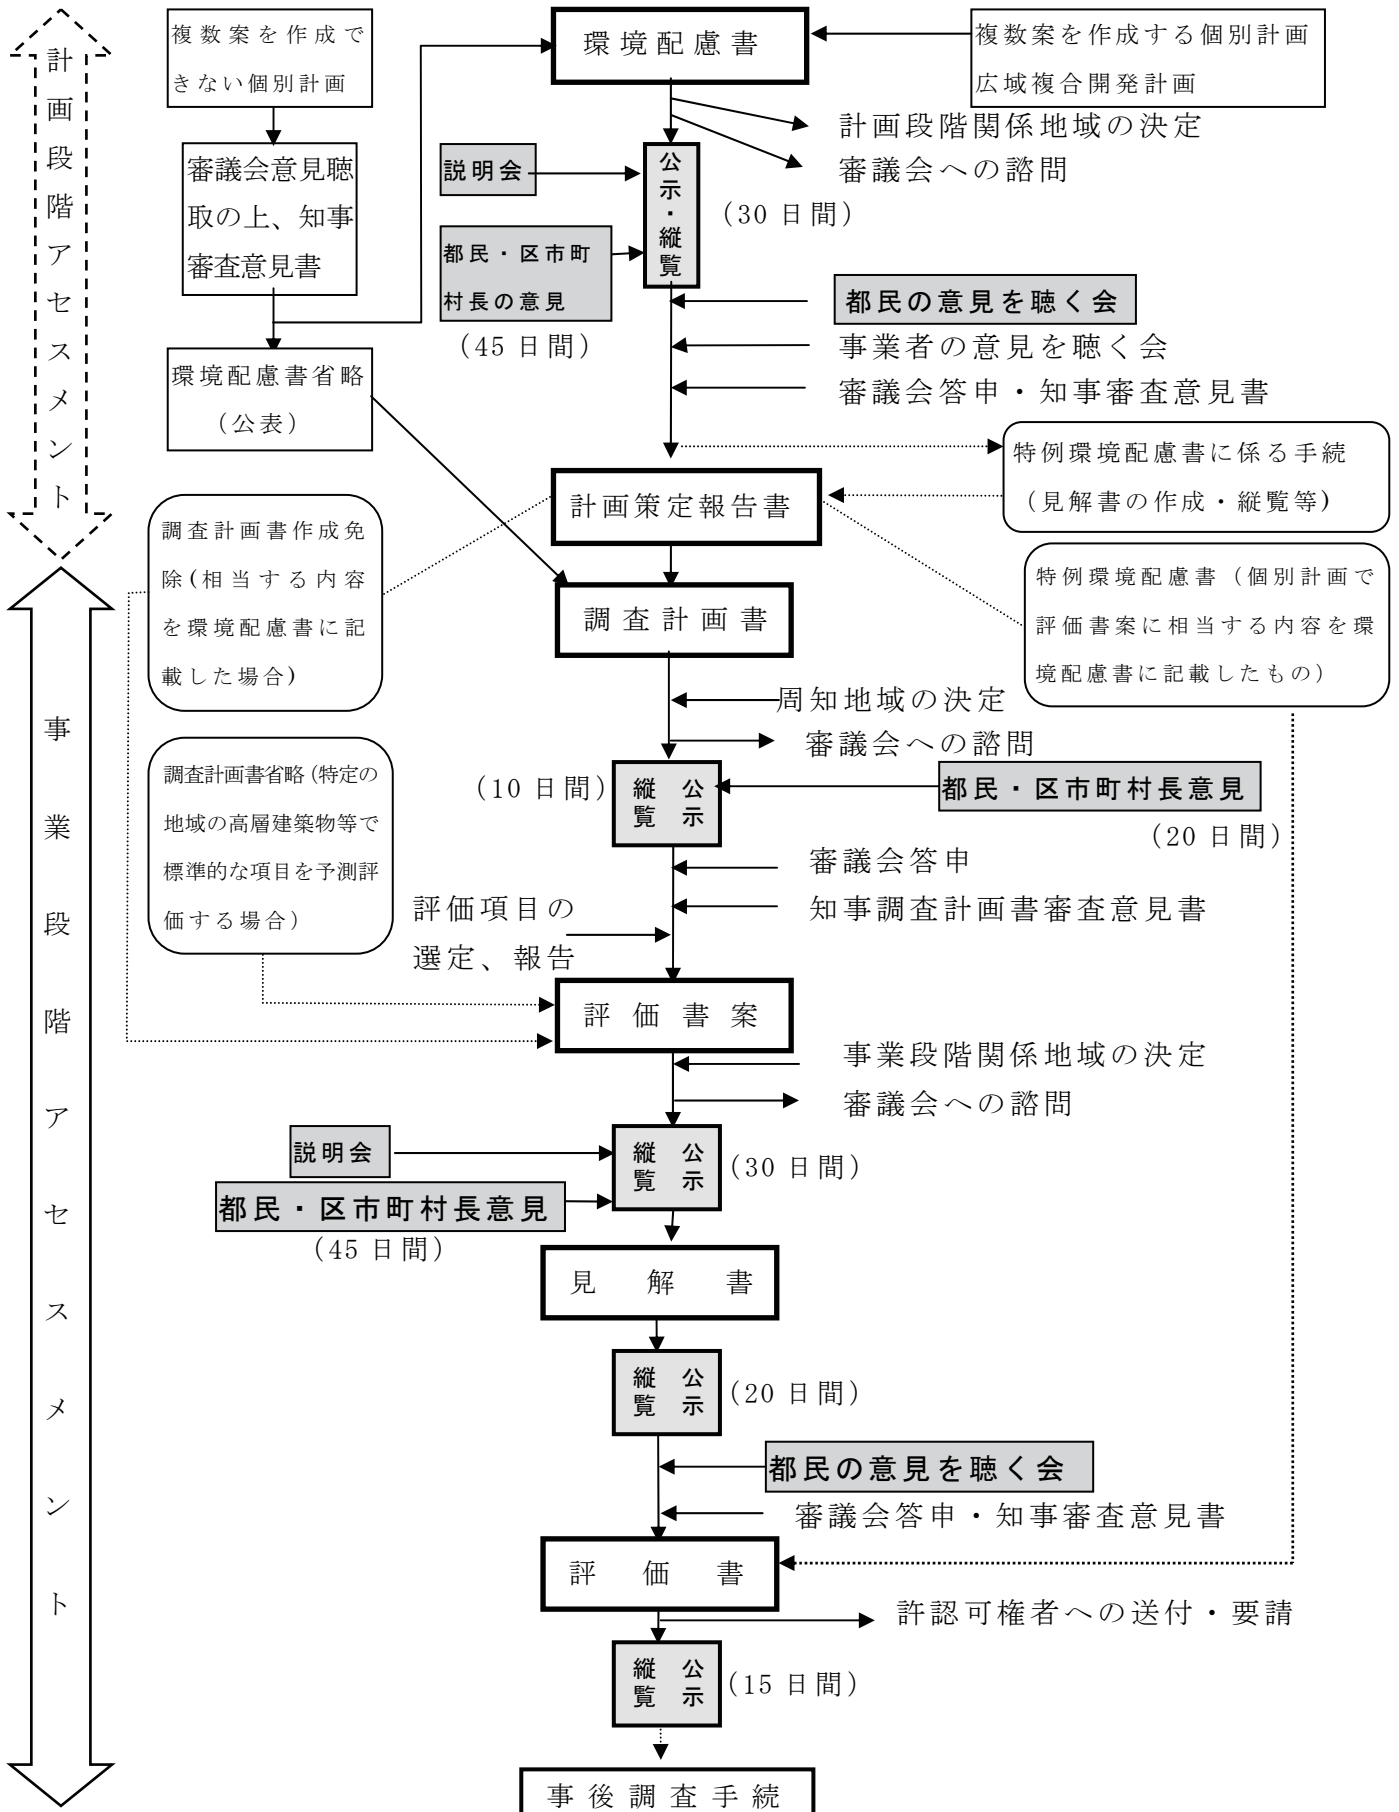 計画段階アセスメント
複数案を作成で
きない個別計画
環境配慮書
複数案を作成する個別計画
広域複合開発計画
計画段階関係地域の決定
審議会への諮問
審議会意見聴
取の上、知事
審査意見書
説明会
公示・縦覧
(30日間)
都民・区市町
村長の意見
(45日間)
都民の意見を聴く会
事業者の意見を聴く会
審議会答申・知事審査意見書
環境配慮書省略
(公表)
特例環境配慮書に係る手続
(見解書の作成・縦覧等)
計画策定報告書
調査計画書作成免
除(相当する内容
を環境配慮書に記
載した場合)
特例環境配慮書(個別計画で
評価書案に相当する内容を環
境配慮書に記載したもの)
調査計画書
事業段階アセスメント
周知地域の決定
審議会への諮問
(10日間)
公示
縦覧
都民・区市町村長意見
(20日間)
調査計画書省略(特定の
地域の高層建築物等で
標準的な項目を予測評
価する場合)
審議会答申
知事調査計画書審査意見書
評価項目の
選定、報告
評価書案
事業段階関係地域の決定
審議会への諮問
説明会
公示
縦覧
(30日間)
都民・区市町村長意見
(45日間)
見解書
公示
縦覧
(20日間)
都民の意見を聴く会
審議会答申・知事審査意見書
評価書
許認可権者への送付・要請
公示
縦覧
(15日間)
事後調査手続